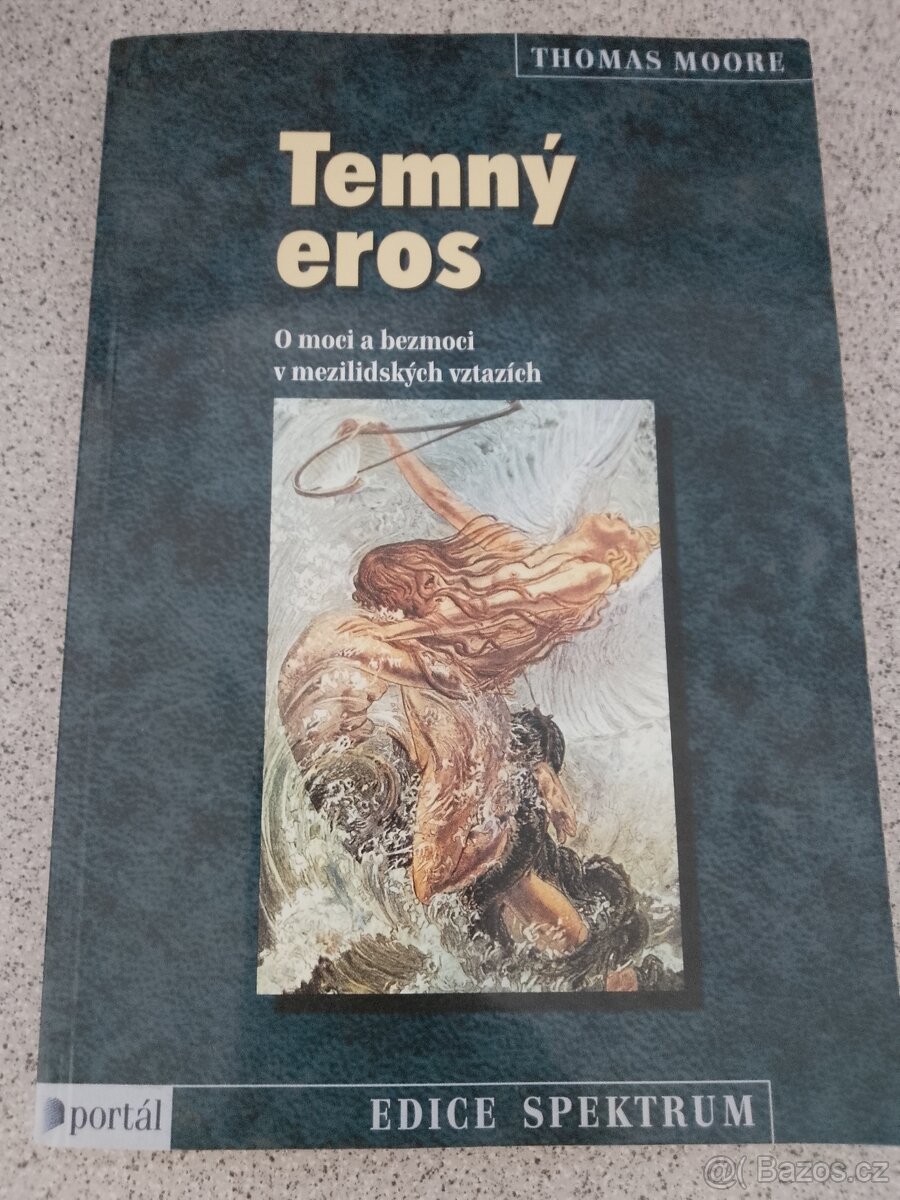 THOMAS MOORE
Temný
eros
O moci a bezmoci
v mezilidských vztazích
portál
EDICE SPEKTRUM
@( Bazos.cz